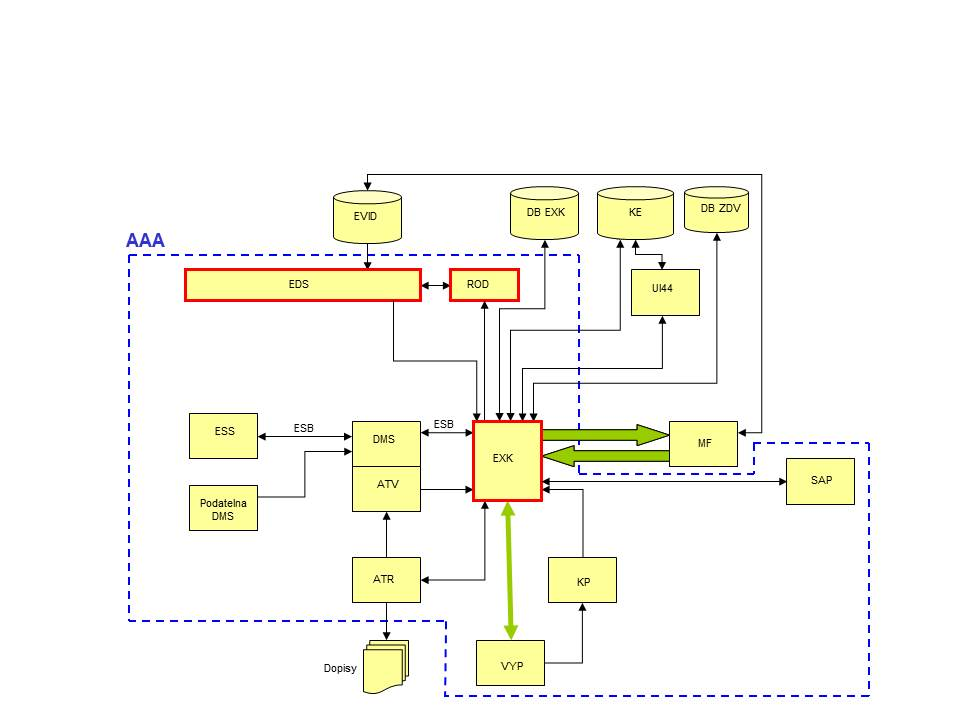 EVID
DB EXK
KE
DB ZDV
AAA
EDS
ROD
UI44
ESS
ESB
DMS
ESB
EXK
MF
ATV
SAP
Podatelna
DMS
ATR
KP
Dopisy
VYP